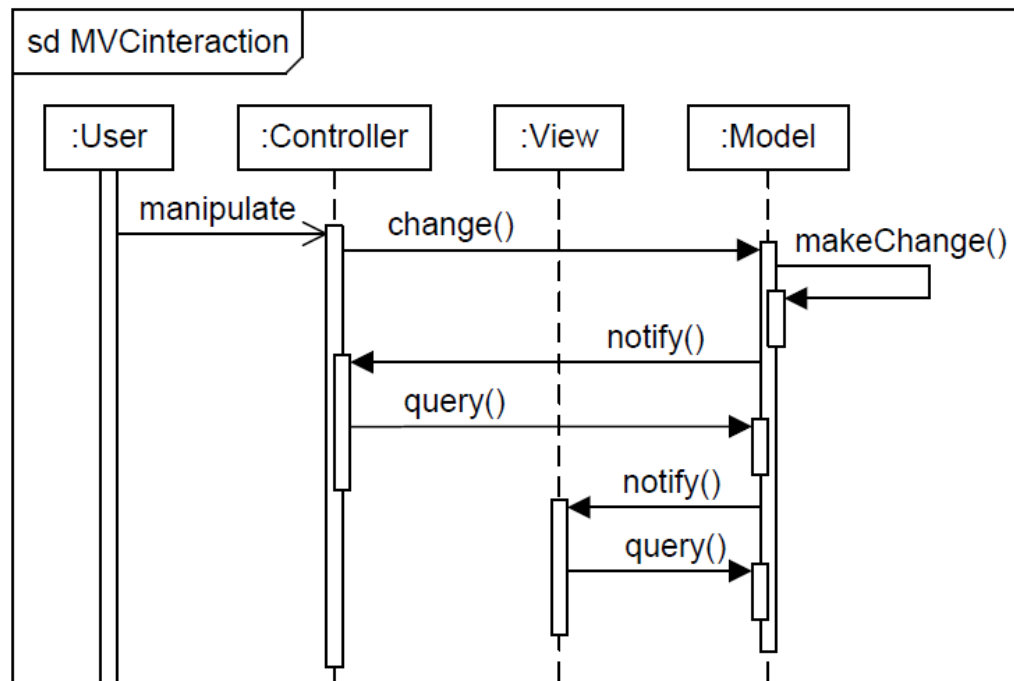 sd MVCinteraction
:User
:Controller
:View
:Model
manipulate
change()
makeChange()
notify()
query()
notify()
query()